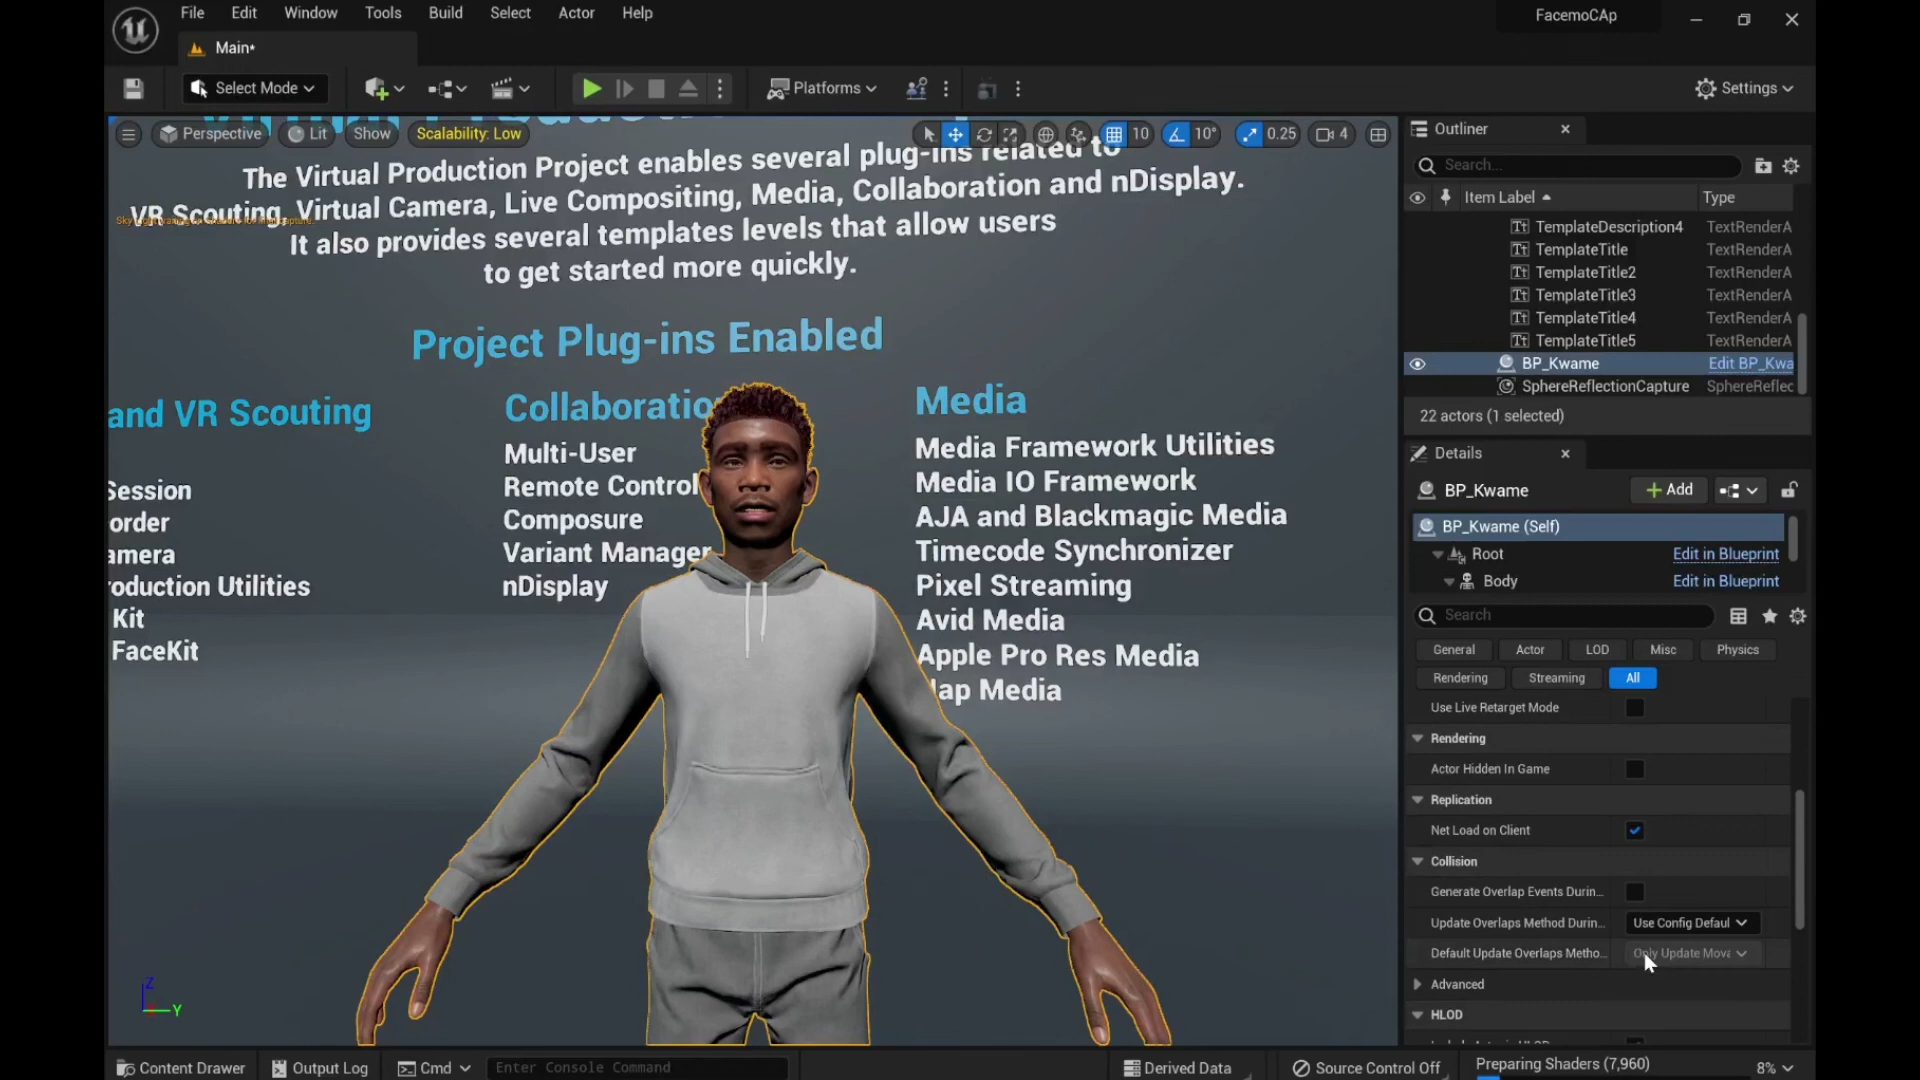 File Edit Window Tools Build Select Actor Help
FacemoCAp
Main*
Select Mode
Platforms
Settings
Perspective Lit Show Scalability: Low
10 10° 0.25 4
The Virtual Production Project enables several plug-ins related to
VR Scouting, Virtual Camera, Live Compositing, Media, Collaboration and nDisplay.
It also provides several templates levels that allow users
to get started more quickly.
Project Plug-ins Enabled
and VR Scouting
Session
order
amera
roduction Utilities
Kit
FaceKit
Collaboratio
Multi-User
Remote Control
Composure
Variant Manager
nDisplay
Media
Media Framework Utilities
Media IO Framework
AJA and Blackmagic Media
Timecode Synchronizer
Pixel Streaming
Avid Media
Apple Pro Res Media
Hap Media
Outliner
Search...
Item Label Type
TemplateDescription4 TextRenderA
TemplateTitle TextRenderA
TemplateTitle2 TextRenderA
TemplateTitle3 TextRenderA
TemplateTitle4 TextRenderA
TemplateTitle5 TextRenderA
BP_Kwame Edit BP_Kwa
SphereReflectionCapture SphereReflec
22 actors (1 selected)
Details
BP_Kwame
Add
BP_Kwame (Self)
Root Edit in Blueprint
Body Edit in Blueprint
Search
General Actor LOD Misc Physics
Rendering Streaming All
Use Live Retarget Mode
Rendering
Actor Hidden In Game
Replication
Net Load on Client
Collision
Generate Overlap Events Durin...
Update Overlaps Method Durin... Use Config Defaul
Default Update Overlaps Metho... Only Update Mova
Advanced
HLOD
Z
Y
Content Drawer Output Log Cmd Enter Console Command
Derived Data Source Control Off Preparing Shaders (7,960) 8%